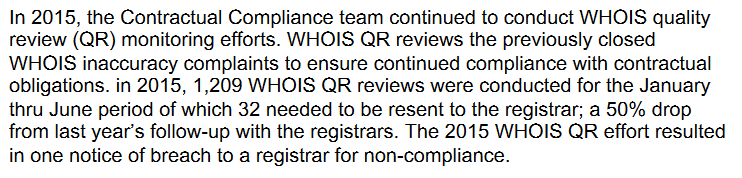 In 2015, the Contractual Compliance team continued to conduct WHOIS quality
review (QR) monitoring efforts. WHOIS QR reviews the previously closed
WHOIS inaccuracy complaints to ensure continued compliance with contractual
obligations. in 2015, 1,209 WHOIS QR reviews were conducted for the January
thru June period of which 32 needed to be resent to the registrar; a 50% drop
from last year’s follow-up with the registrars. The 2015 WHOIS QR effort resulted
in one notice of breach to a registrar for non-compliance.